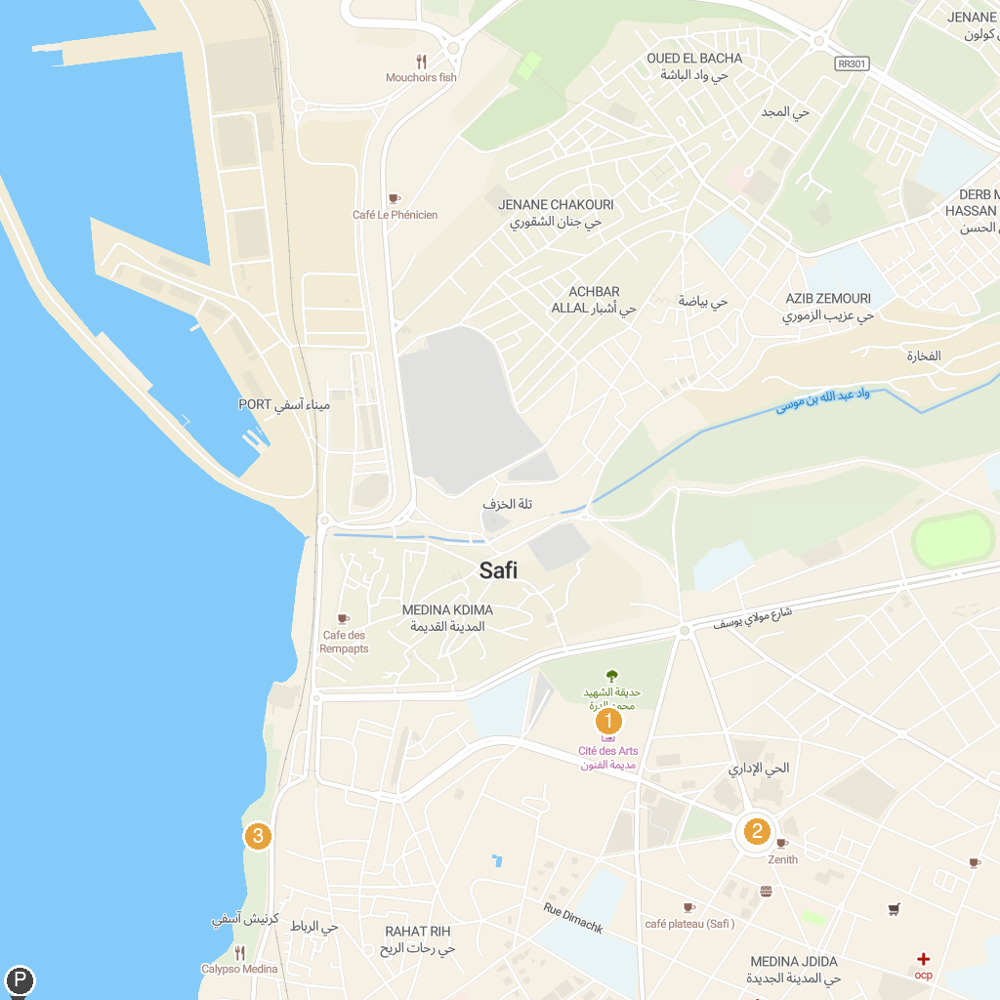 JENANE
OUED EL BACHA
حي واد الباشة
RR301
Mouchoirs fish
حي المجد
DERB M
HASSAN
الحسن
JENANE CHAKOURI
حي جنان الشقوري
Café Le Phénicien
ACHBAR
ALLAL حي أشبار
حي بياضة
AZIB ZEMOURI
حي عزيب الزموري
الفخارة
PORT ميناء آسفي
واد عبد الله بن موسى
تلة الخزف
Safi
MEDINA KDIMA
المدينة القديمة
شارع مولاي يوسف
Cafe des
Rempapts
حديقة الشهيد
محمد الدرة
1
Cité des Arts
مديمة الفنون
الحي الإداري
2
Zenith
3
كرنيش آسفي
حي الرباط
RAHAT RIH
حي رحات الريح
Rue Dimachk
café plateau (Safi )
Calypso Medina
MEDINA JDIDA
حي المدينة الجديدة
ocp
P